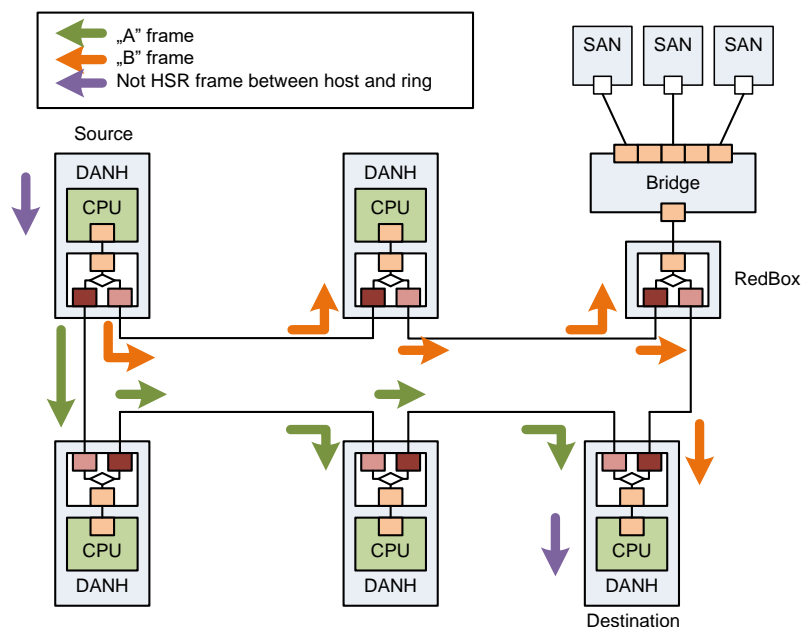 „A” frame
„B” frame
Not HSR frame between host and ring
SAN SAN SAN
Source
DANH DANH
Bridge
CPU CPU
RedBox
CPU CPU CPU
DANH DANH DANH
Destination